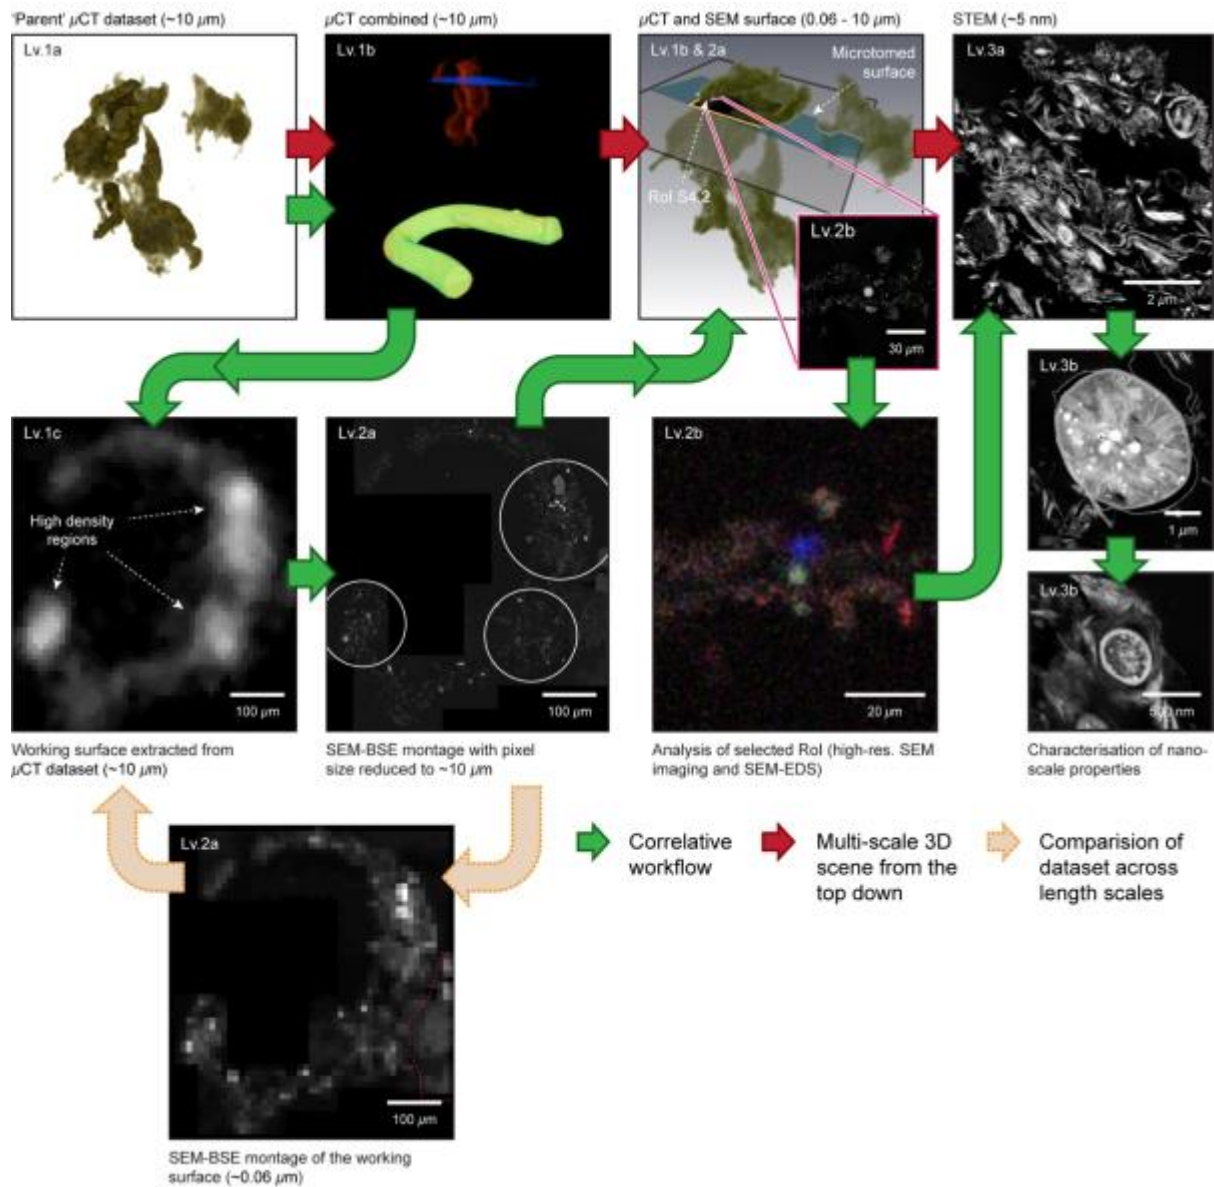 'Parent' µCT dataset (~10 µm)
µCT combined (~10 µm)
µCT and SEM surface (0.06 - 10 µm)
STEM (~5 nm)
Lv.1a
Lv.1b
Lv.1b & 2a
Microtomed
surface
RoI S4.2
Lv.2b
30 µm
Lv.3a
2 µm
Lv.1c
High density
regions
100 µm
Lv.2a
100 µm
Lv.2b
20 µm
Lv.3b
1 µm
Lv.3b
500 nm
Working surface extracted from
µCT dataset (~10 µm)
SEM-BSE montage with pixel
size reduced to ~10 µm
Analysis of selected RoI (high-res. SEM
imaging and SEM-EDS)
Characterisation of nano-
scale properties
Lv.2a
100 µm
SEM-BSE montage of the working
surface (~0.06 µm)
Correlative
workflow
Multi-scale 3D
scene from the
top down
Comparision of
dataset across
length scales